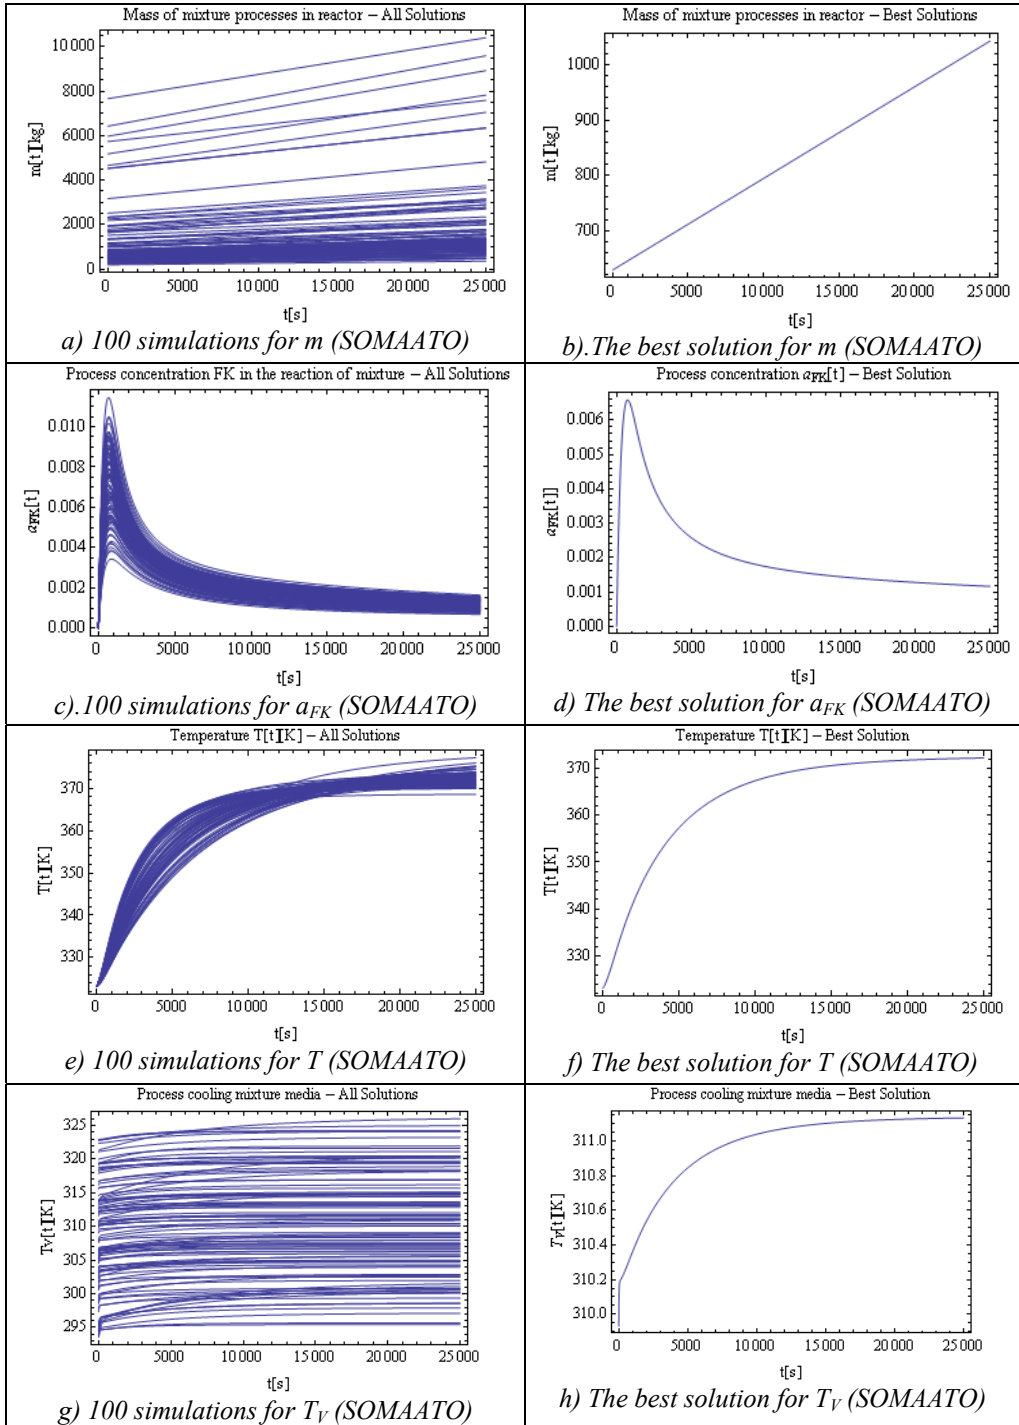 Mass of mixture processes in reactor – All Solutions
10 000
8000
6000
4000
2000
0
m[t][kg]
0 5000 10 000 15 000 20 000 25 000
t[s]
a) 100 simulations for m (SOMAATO)
Mass of mixture processes in reactor – Best Solutions
1000
900
800
700
m[t][kg]
0 5000 10 000 15 000 20 000 25 000
t[s]
b).The best solution for m (SOMAATO)
Process concentration FK in the reaction of mixture – All Solutions
0.010
0.008
0.006
0.004
0.002
0.000
aFK[t]
0 5000 10 000 15 000 20 000 25 000
t[s]
c).100 simulations for aFK (SOMAATO)
Process concentration aFK[t] – Best Solution
0.006
0.005
0.004
0.003
0.002
0.001
0.000
aFK[t]]
0 5000 10 000 15 000 20 000 25 000
t[s]
d) The best solution for aFK (SOMAATO)
Temperature T[t][K] – All Solutions
370
360
350
340
330
T[t][K]
0 5000 10 000 15 000 20 000 25 000
t[s]
e) 100 simulations for T (SOMAATO)
Temperature T[t][K] – Best Solution
370
360
350
340
330
T[t][K]
0 5000 10 000 15 000 20 000 25 000
t[s]
f) The best solution for T (SOMAATO)
Process cooling mixture media – All Solutions
325
320
315
310
305
300
295
Tv[t][K]
0 5000 10 000 15 000 20 000 25 000
t[s]
g) 100 simulations for TV (SOMAATO)
Process cooling mixture media – Best Solution
311.0
310.8
310.6
310.4
310.2
310.0
TV[t][K]
0 5000 10 000 15 000 20 000 25 000
t[s]
h) The best solution for TV (SOMAATO)